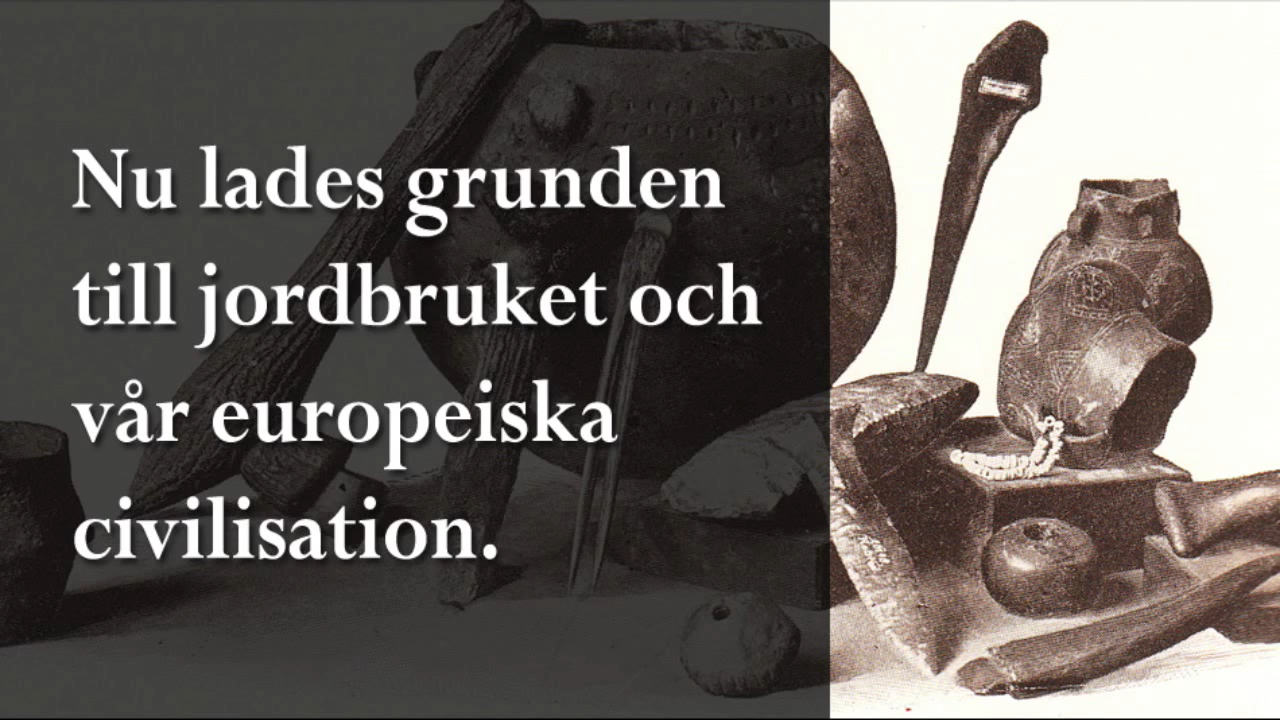 Nu lades grunden
till jordbruket och
vår europeiska
civilisation.